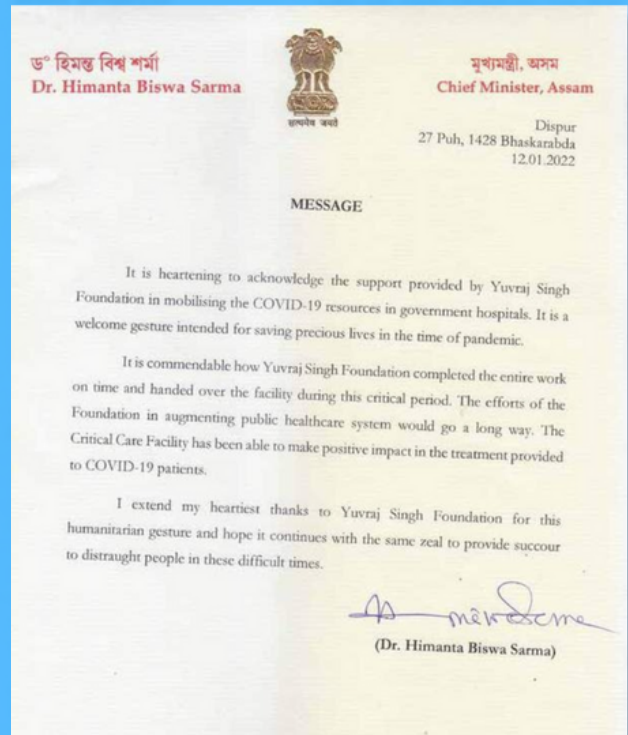 ড° হিমন্ত বিশ্ব শৰ্মা
Dr. Himanta Biswa Sarma
सत्यमेव जयते
মুখ্যমন্ত্ৰী, অসম
Chief Minister, Assam
Dispur
27 Puh, 1428 Bhaskarabda
12.01.2022
MESSAGE
It is heartening to acknowledge the support provided by Yuvraj Singh
Foundation in mobilising the COVID-19 resources in government hospitals. It is a
welcome gesture intended for saving precious lives in the time of pandemic.
It is commendable how Yuvraj Singh Foundation completed the entire work
on time and handed over the facility during this critical period. The efforts of the
Foundation in augmenting public healthcare system would go a long way. The
Critical Care Facility has been able to make positive impact in the treatment provided
to COVID-19 patients.
I extend my heartiest thanks to Yuvraj Singh Foundation for this
humanitarian gesture and hope it continues with the same zeal to provide succour
to distraught people in these difficult times.
(Dr. Himanta Biswa Sarma)